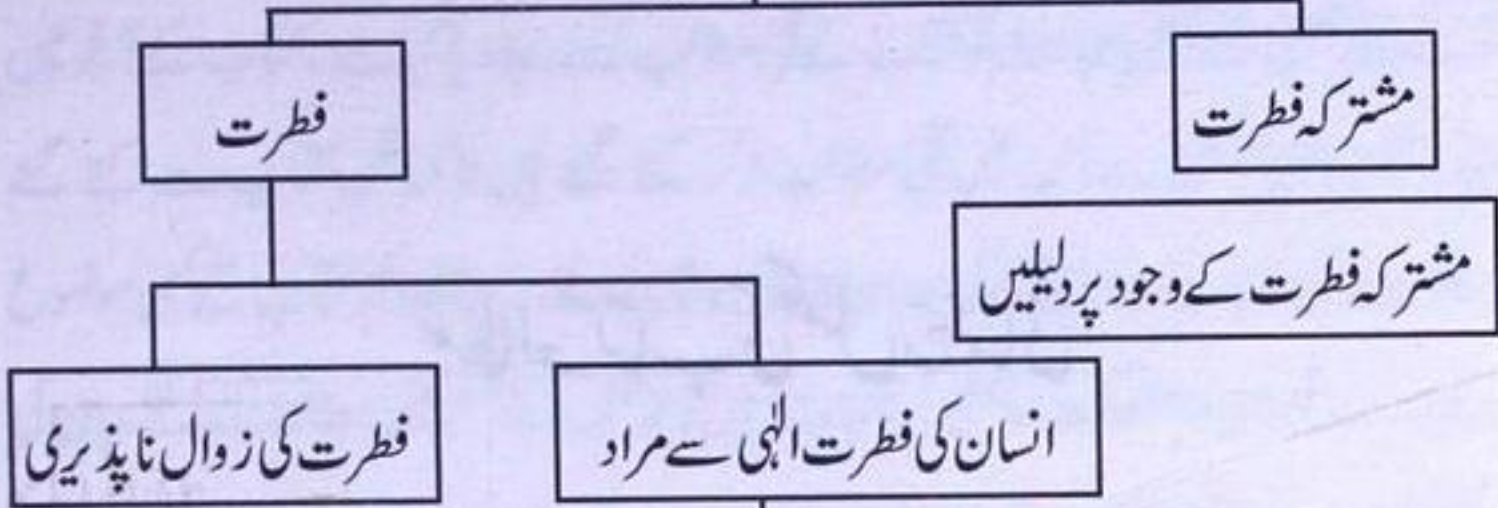 مشترکہ فطرت
فطرت
مشترکہ فطرت کے وجود پر دلیلیں
انسان کی فطرت الٰہی سے مراد
فطرت کی زوال ناپذیری